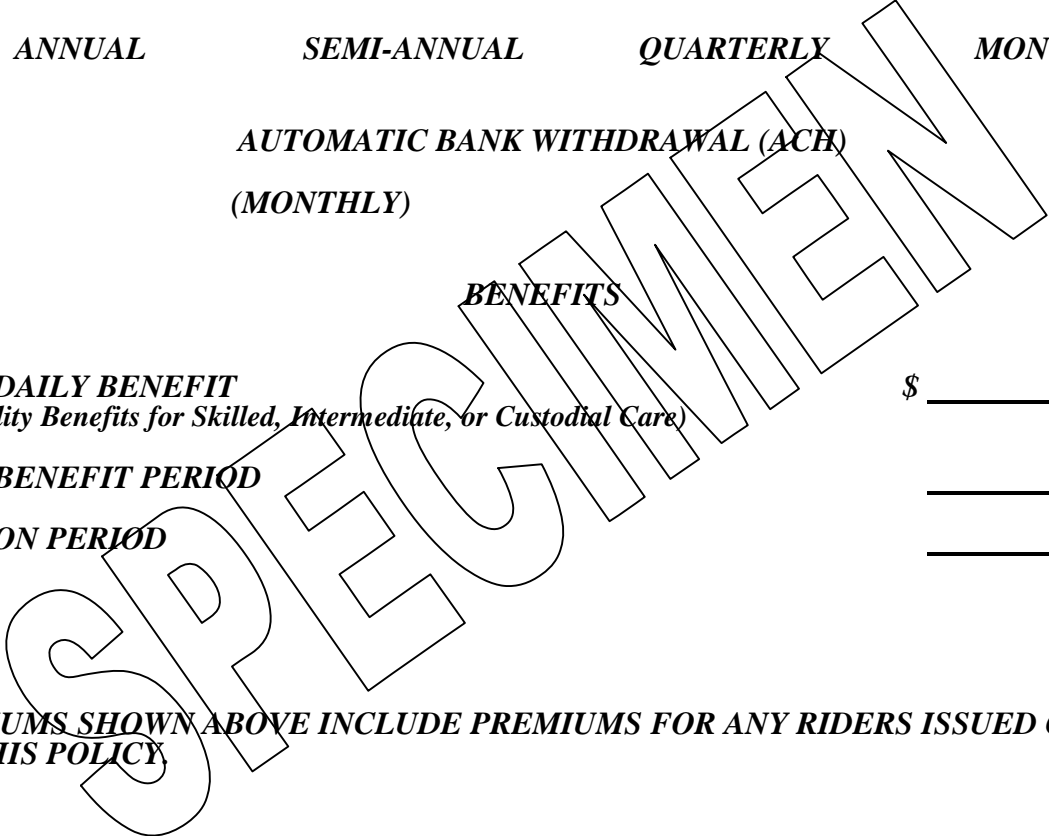 ANNUAL SEMI-ANNUAL QUARTERLY MON
AUTOMATIC BANK WITHDRAWAL (ACH)
(MONTHLY)
BENEFITS
DAILY BENEFIT $
lity Benefits for Skilled, Intermediate, or Custodial Care)
BENEFIT PERIOD
ON PERIOD
IUMS SHOWN ABOVE INCLUDE PREMIUMS FOR ANY RIDERS ISSUED
HIS POLICY.
SPECIMEN